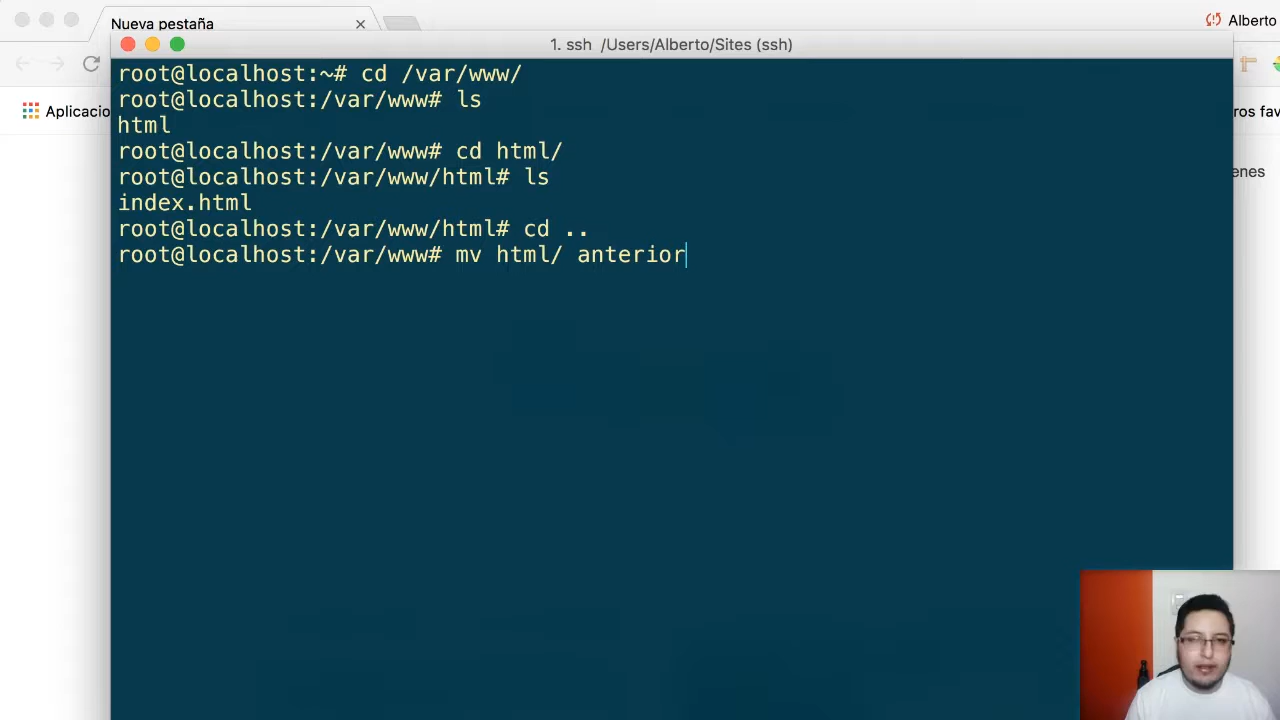 Nueva pestaña
Alberto
1. ssh /Users/Alberto/Sites (ssh)
Aplicacio
ros fav
enes
root@localhost:~# cd /var/www/
root@localhost:/var/www# ls
html
root@localhost:/var/www# cd html/
root@localhost:/var/www/html# ls
index.html
root@localhost:/var/www/html# cd ..
root@localhost:/var/www# mv html/ anterior